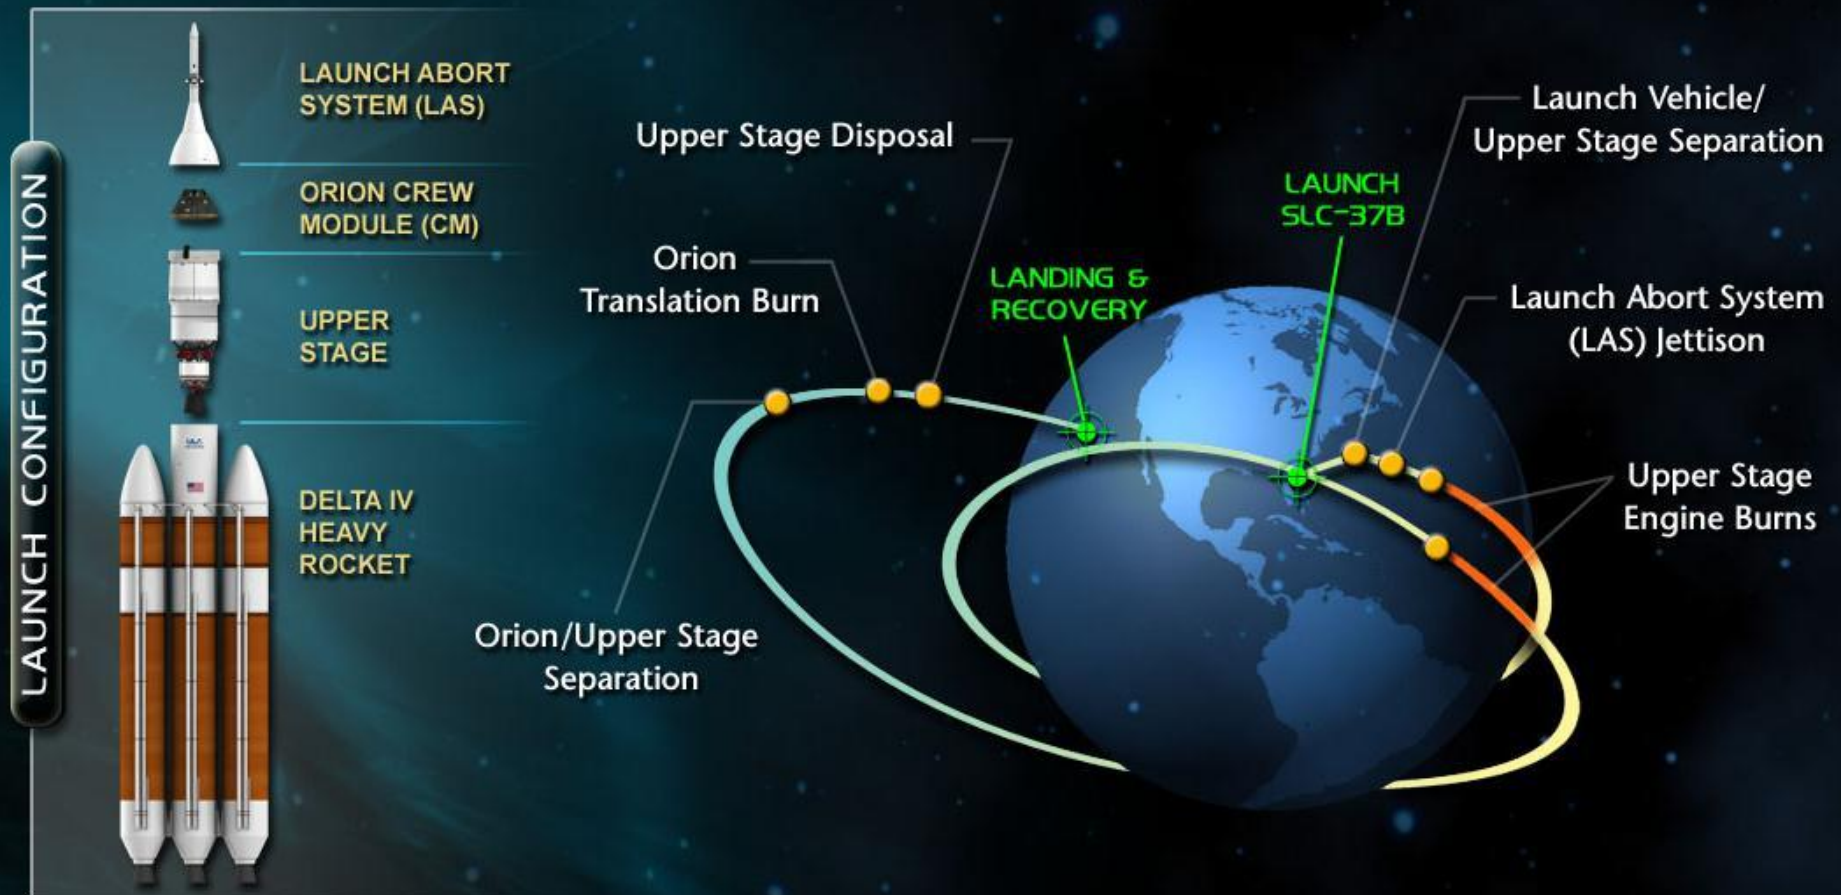 LAUNCH CONFIGURATION
LAUNCH ABORT
SYSTEM (LAS)
ORION CREW
MODULE (CM)
UPPER
STAGE
DELTA IV
HEAVY
ROCKET
Upper Stage Disposal
Orion
Translation Burn
Orion/Upper Stage
Separation
LANDING &
RECOVERY
LAUNCH
SLC-37B
Launch Vehicle/
Upper Stage Separation
Launch Abort System
(LAS) Jettison
Upper Stage
Engine Burns